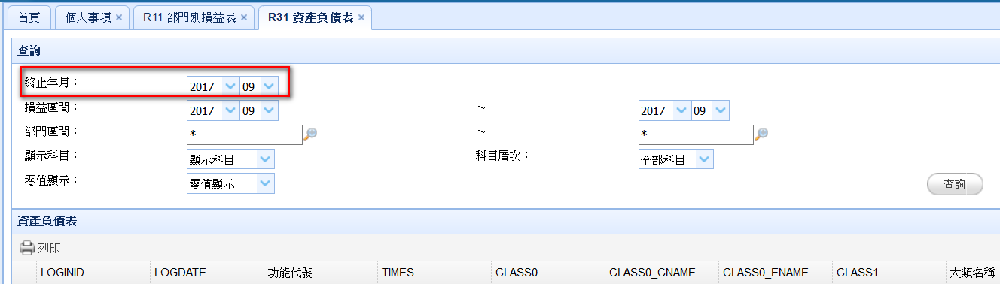 首頁 個人事項 × R11 部門別損益表 × R31 資產負債表 ×
查詢
終止年月： 2017 09
損益區間： 2017 09 ～ 2017 09
部門區間： * ～ *
顯示科目： 顯示科目 科目層次： 全部科目
零值顯示： 零值顯示 查詢
資產負債表
列印
LOGINID LOGDATE 功能代號 TIMES CLASS0 CLASS0_CNAME CLASS0_ENAME CLASS1 大類名稱